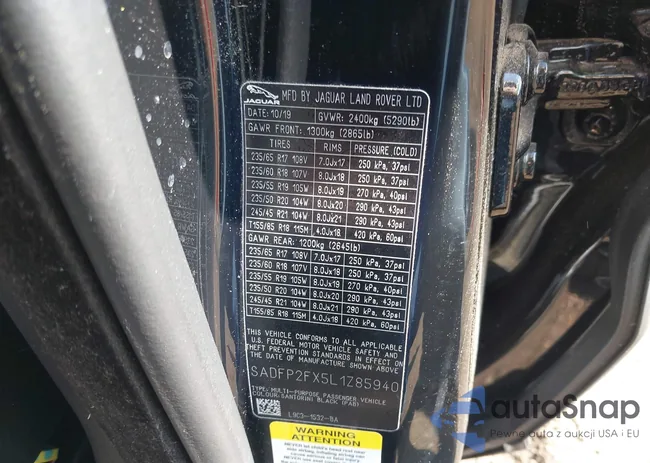 JAGUAR
MFD BY JAGUAR LAND ROVER LTD
DATE: 10/19 GVWR: 2400kg (5290lb)
GAWR FRONT: 1300kg (2865lb)
TIRES RIMS PRESSURE (COLD)
235/65 R17 108V 7.0Jx17 250 kPa, 37psi
235/60 R18 107V 8.0Jx18 250 kPa, 37psi
235/55 R19 105W 8.0Jx19 270 kPa, 40psi
235/50 R20 104W 8.0Jx20 290 kPa, 43psi
245/45 R21 104W 8.0Jx21 290 kPa, 43psi
T155/85 R18 115M 4.0Jx18 420 kPa, 60psi
GAWR REAR: 1200kg (2645lb)
235/65 R17 108V 7.0Jx17 250 kPa, 37psi
235/60 R18 107V 8.0Jx18 250 kPa, 37psi
235/55 R19 105W 8.0Jx19 270 kPa, 40psi
235/50 R20 104W 8.0Jx20 290 kPa, 43psi
245/45 R21 104W 8.0Jx21 290 kPa, 43psi
T155/85 R18 115M 4.0Jx18 420 kPa, 60psi
THIS VEHICLE CONFORMS TO ALL APPLICABLE
U.S. FEDERAL MOTOR VEHICLE SAFETY AND
THEFT PREVENTION STANDARDS IN EFFECT ON
THE DATE OF MANUFACTURE SHOWN ABOVE.
SADFP2FX5L1Z85940
TYPE: MULTI-PURPOSE PASSENGER VEHICLE
COLOUR: SANTORINI BLACK (PAB)
L8C3-1532-BA
WARNING
ATTENTION
autoSnap
Pewne auta z aukcji USA i EU